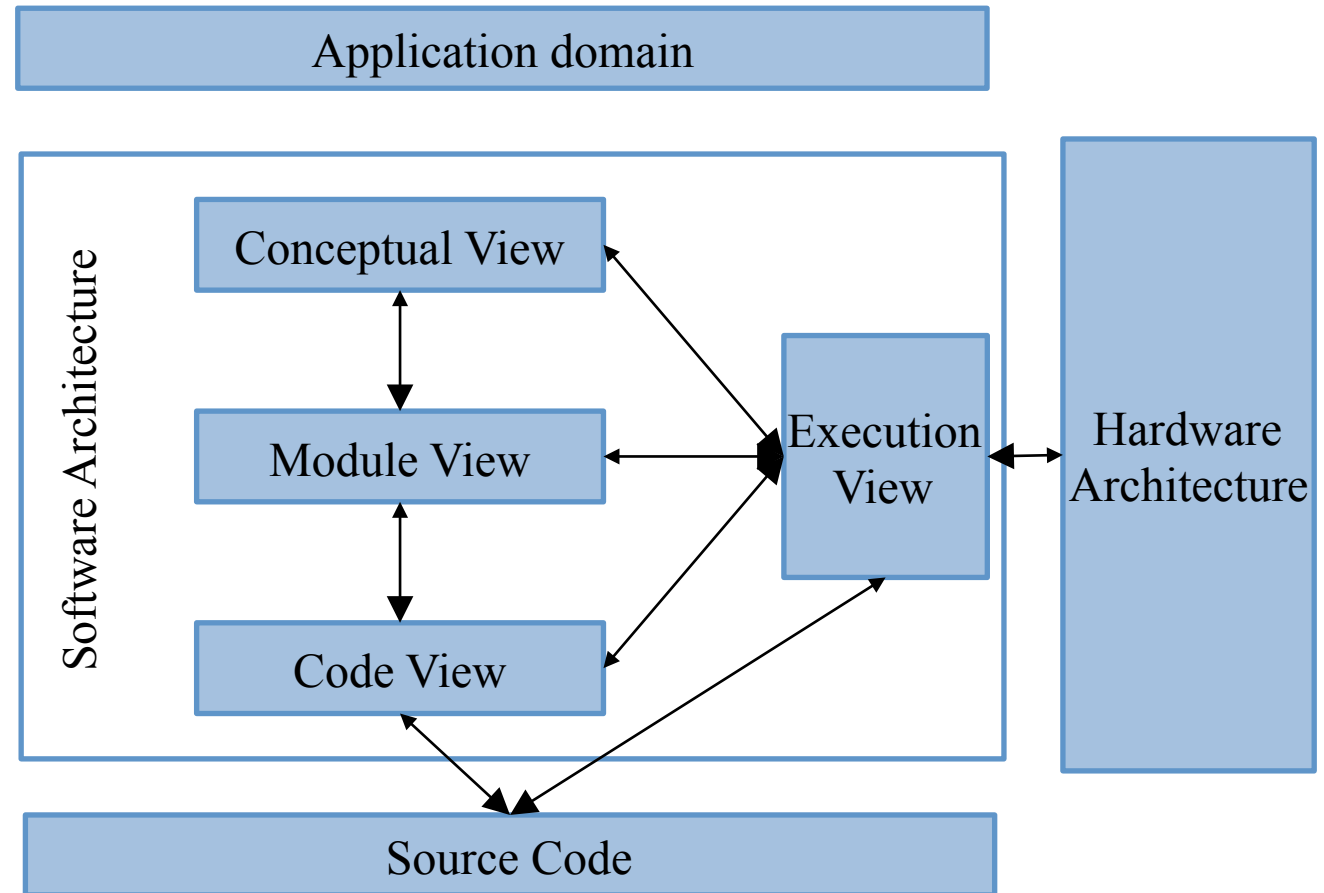 Application domain
Software Architecture
Conceptual View
Module View
Code View
Execution
View
Hardware
Architecture
Source Code